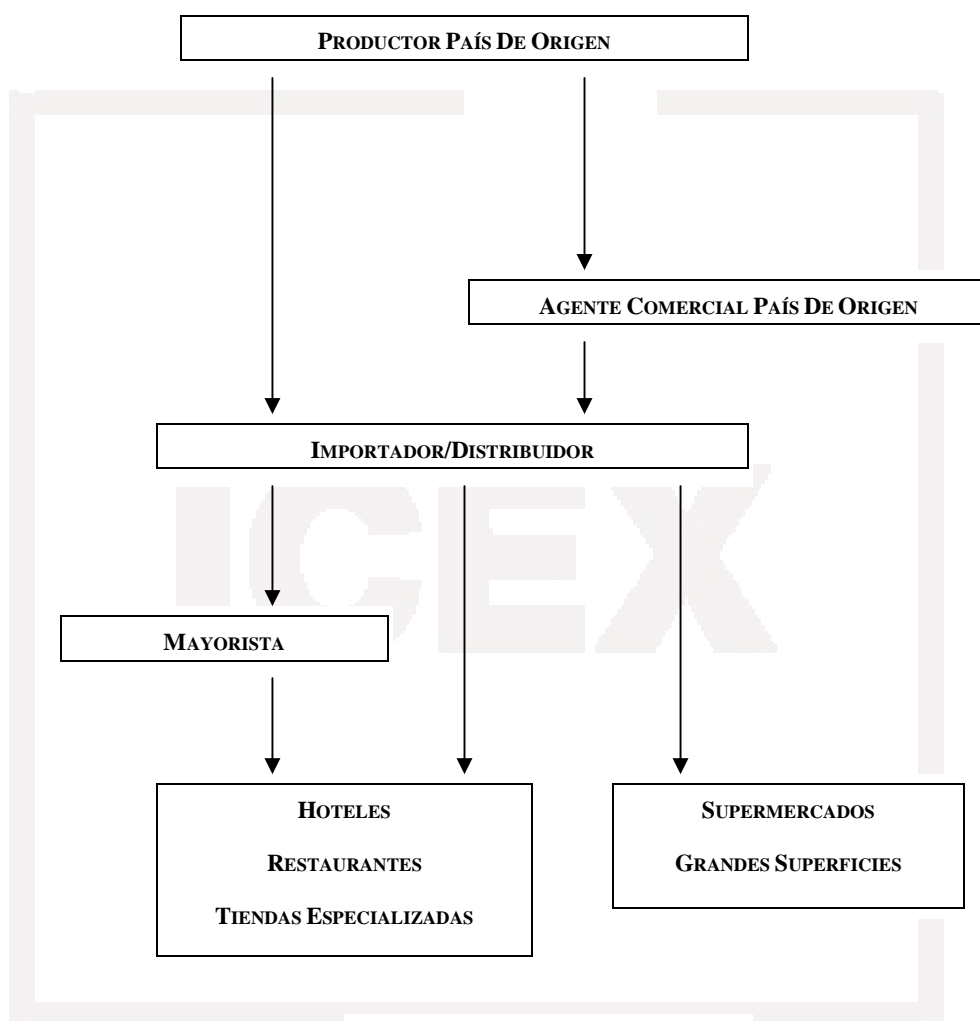 PRODUCTOR PAÍS DE ORIGEN
AGENTE COMERCIAL PAÍS DE ORIGEN
IMPORTADOR/DISTRIBUIDOR
ICEX
MAYORISTA
HOTELES
RESTAURANTES
TIENDAS ESPECIALIZADAS
SUPERMERCADOS
GRANDES SUPERFICIES